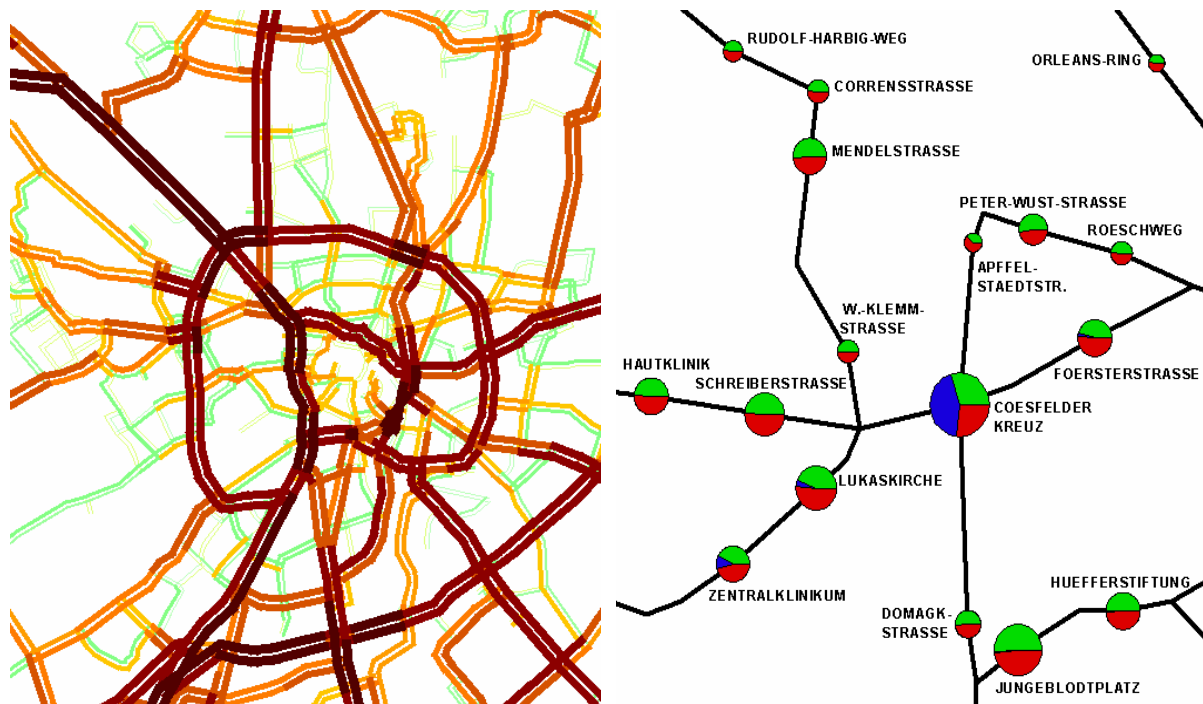 RUDOLF-HARBIG-WEG
ORLEANS-RING
CORRENSSTRASSE
MENDELSTRASSE
PETER-WUST-STRASSE
ROESCHWEG
APFFEL-
STAEDTSTR.
W.-KLEMM-
STRASSE
HAUTKLINIK
SCHREIBERSTRASSE
FOERSTERSTRASSE
COESFELDER
KREUZ
LUKASKIRCHE
ZENTRALKLINIKUM
HUEFFERSTIFTUNG
DOMAGK-
STRASSE
JUNGEBLODTPLATZ